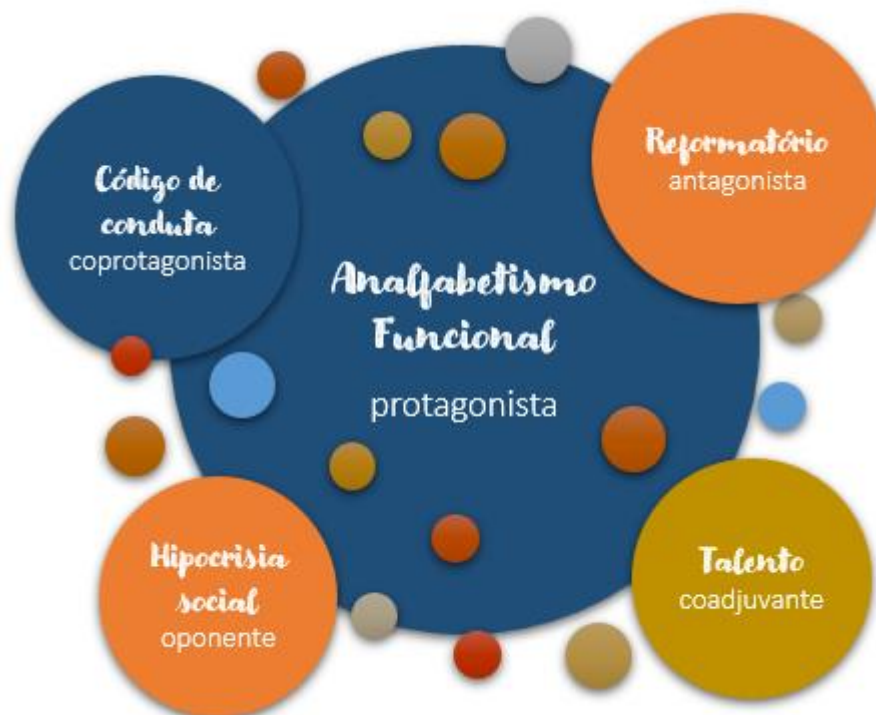 Código de
conduta
coprotagonista
Reformatório
antagonista
Analfabetismo
Funcional
protagonista
Hipocrisia
social
oponente
Talento
coadjuvante